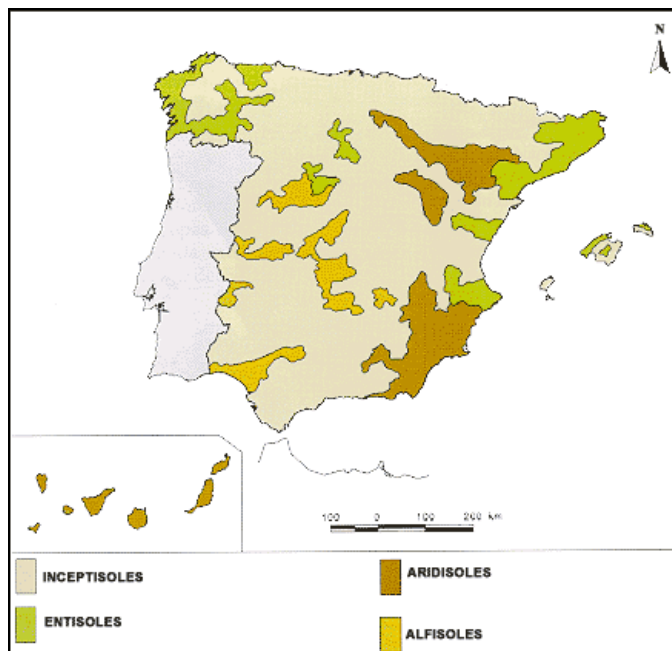 N
100 0 100 200 km
INCEPTISOLES
ARIDISOLES
ENTISOLES
ALFISOLES